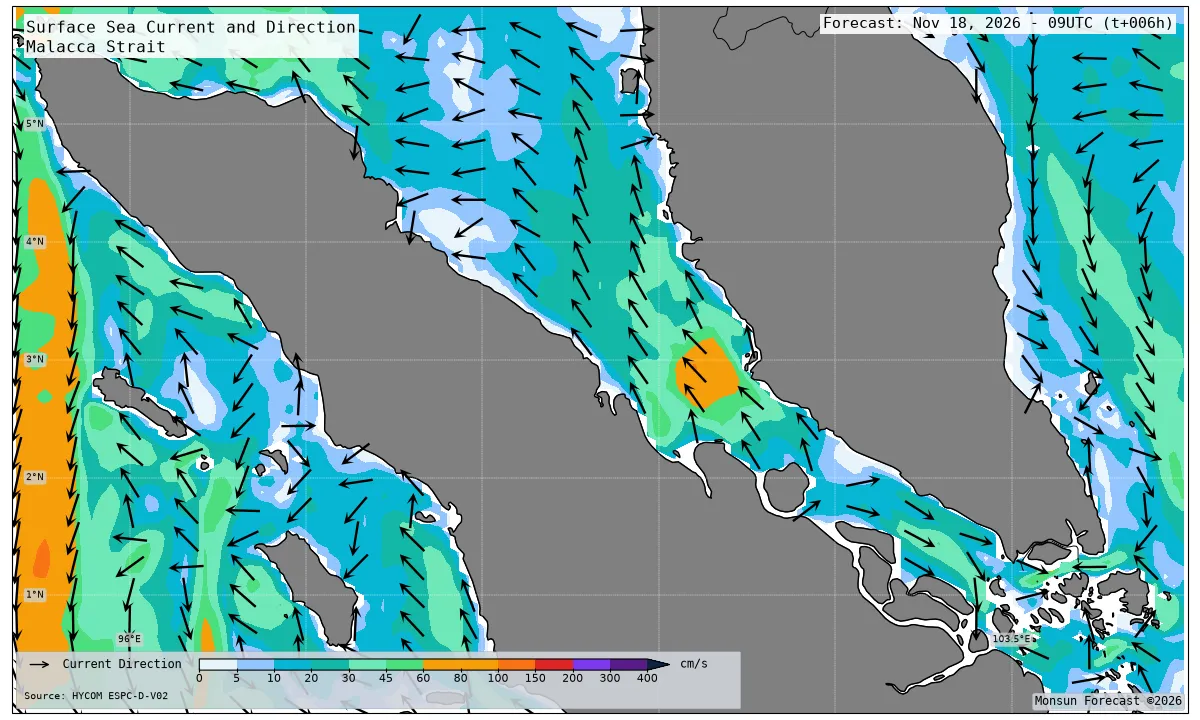 Surface Sea Current and Direction
Malacca Strait
Forecast: Nov 18, 2026 - 09UTC (t+006h)
5°N
4°N
3°N
2°N
1°N
96°E
103.5°E
Current Direction
0 5 10 20 30 45 60 80 100 150 200 300 400
cm/s
Source: HYCOM ESPC-D-V02
Monsun Forecast ©2026